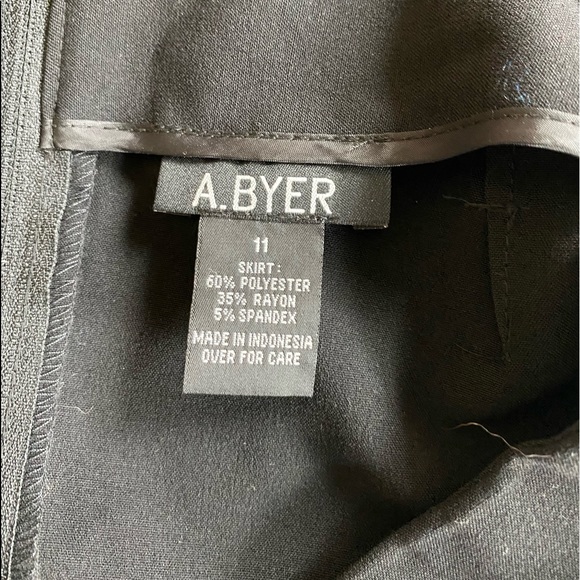 A.BYER
11
SKIRT:
60% POLYESTER
35% RAYON
5% SPANDEX
MADE IN INDONESIA
OVER FOR CARE